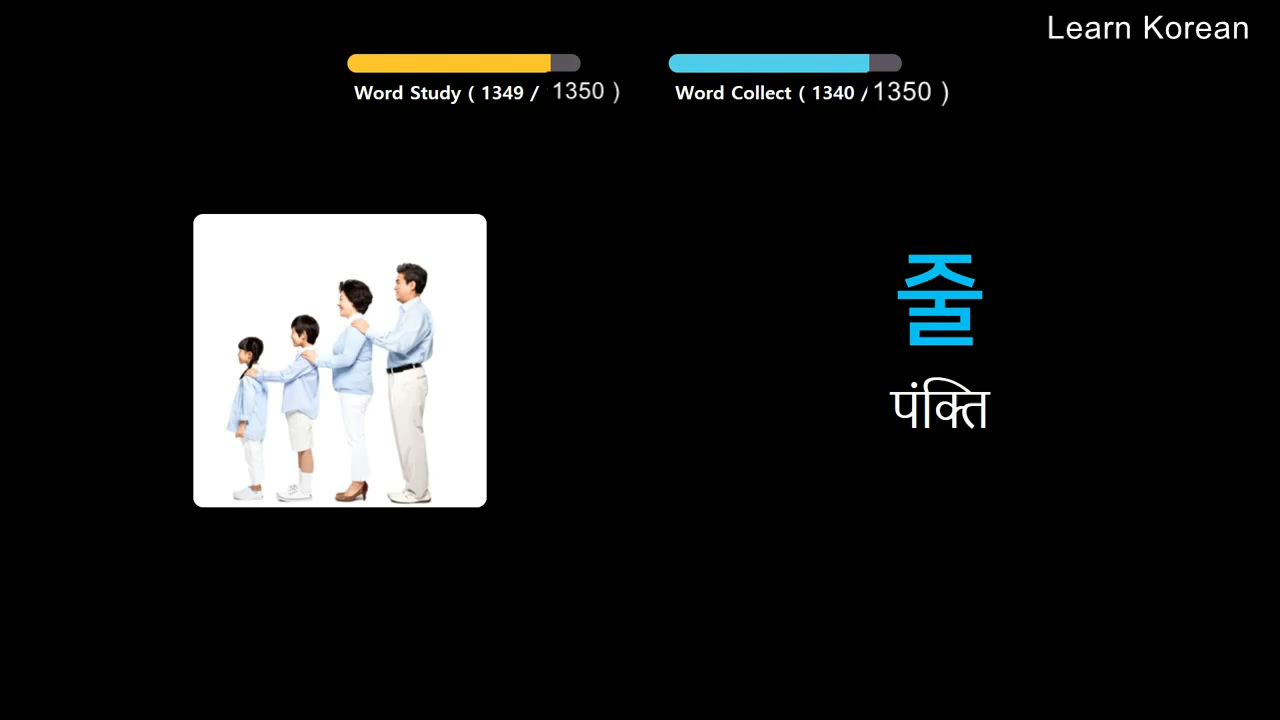 Learn Korean
Word Study ( 1349 / 1350 )
Word Collect ( 1340 / 1350 )
줄
पंक्ति